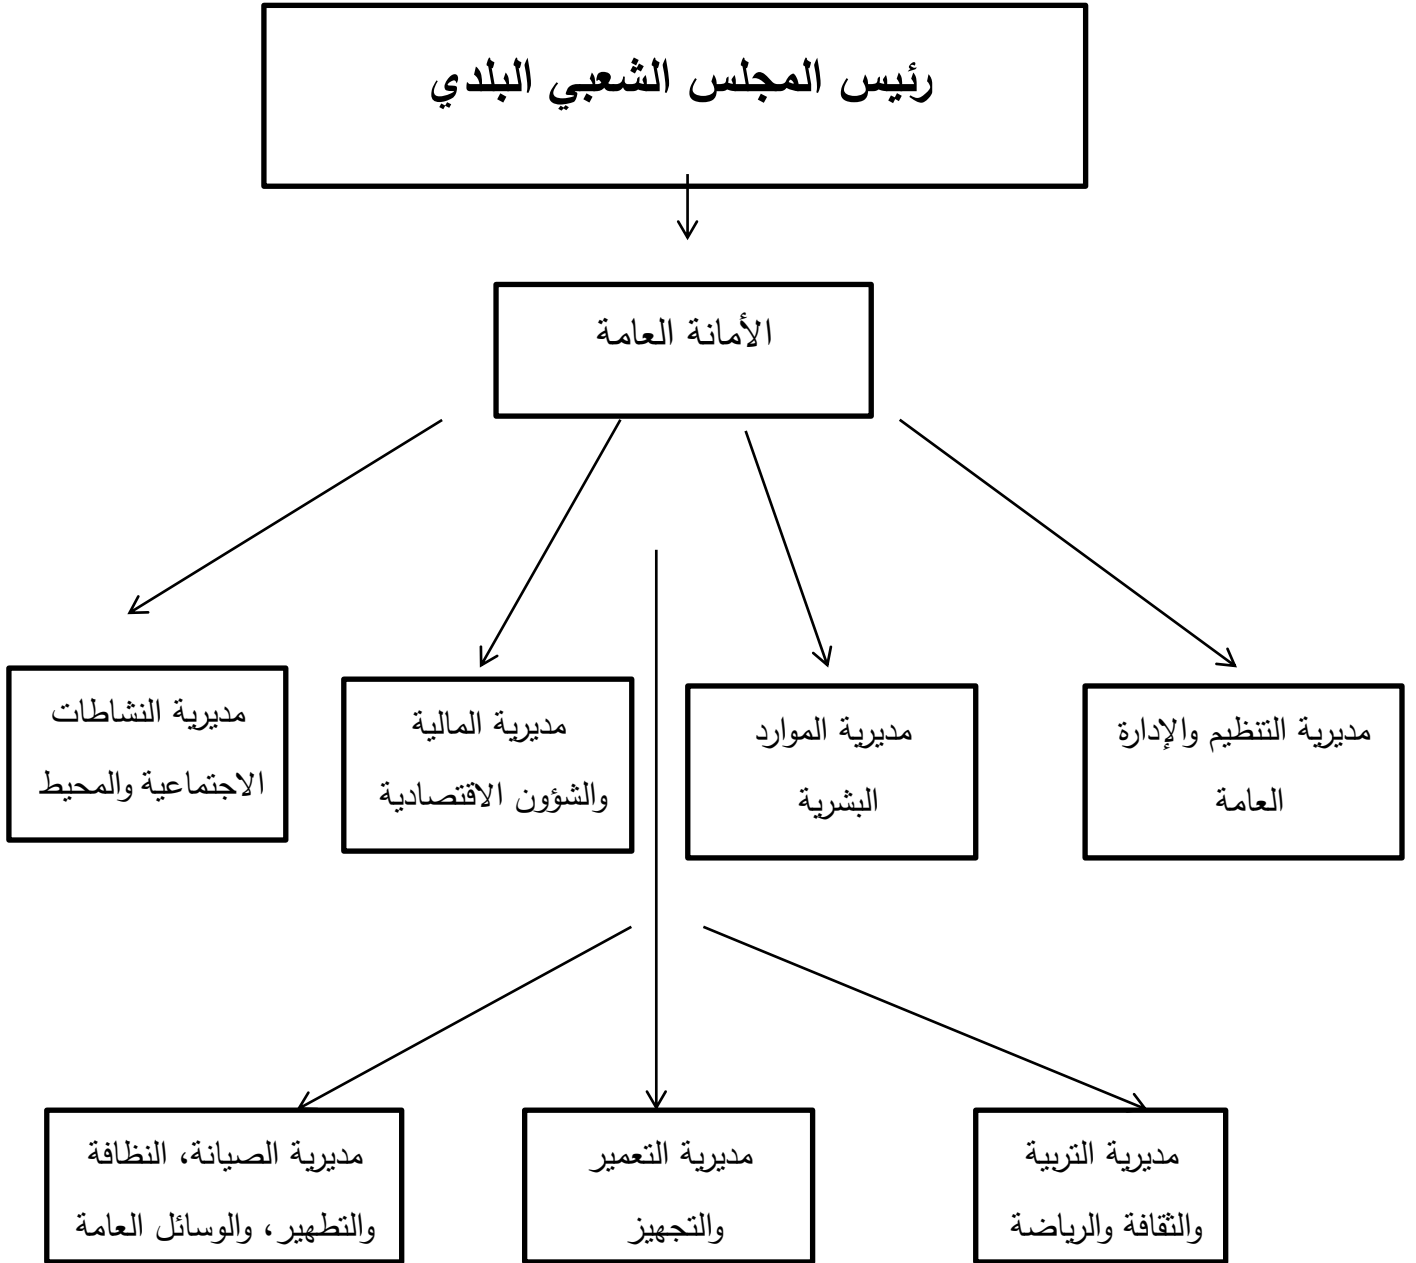 رئيس المجلس الشعبي البلدي
الأمانة العامة
مديرية التنظيم والإدارة
العامة
مديرية الموارد
البشرية
مديرية المالية
والشؤون الاقتصادية
مديرية النشاطات
الاجتماعية والمحيط
مديرية التربية
والثقافة والرياضة
مديرية التعمير
والتجهيز
مديرية الصيانة، النظافة
والتطهير، والوسائل العامة